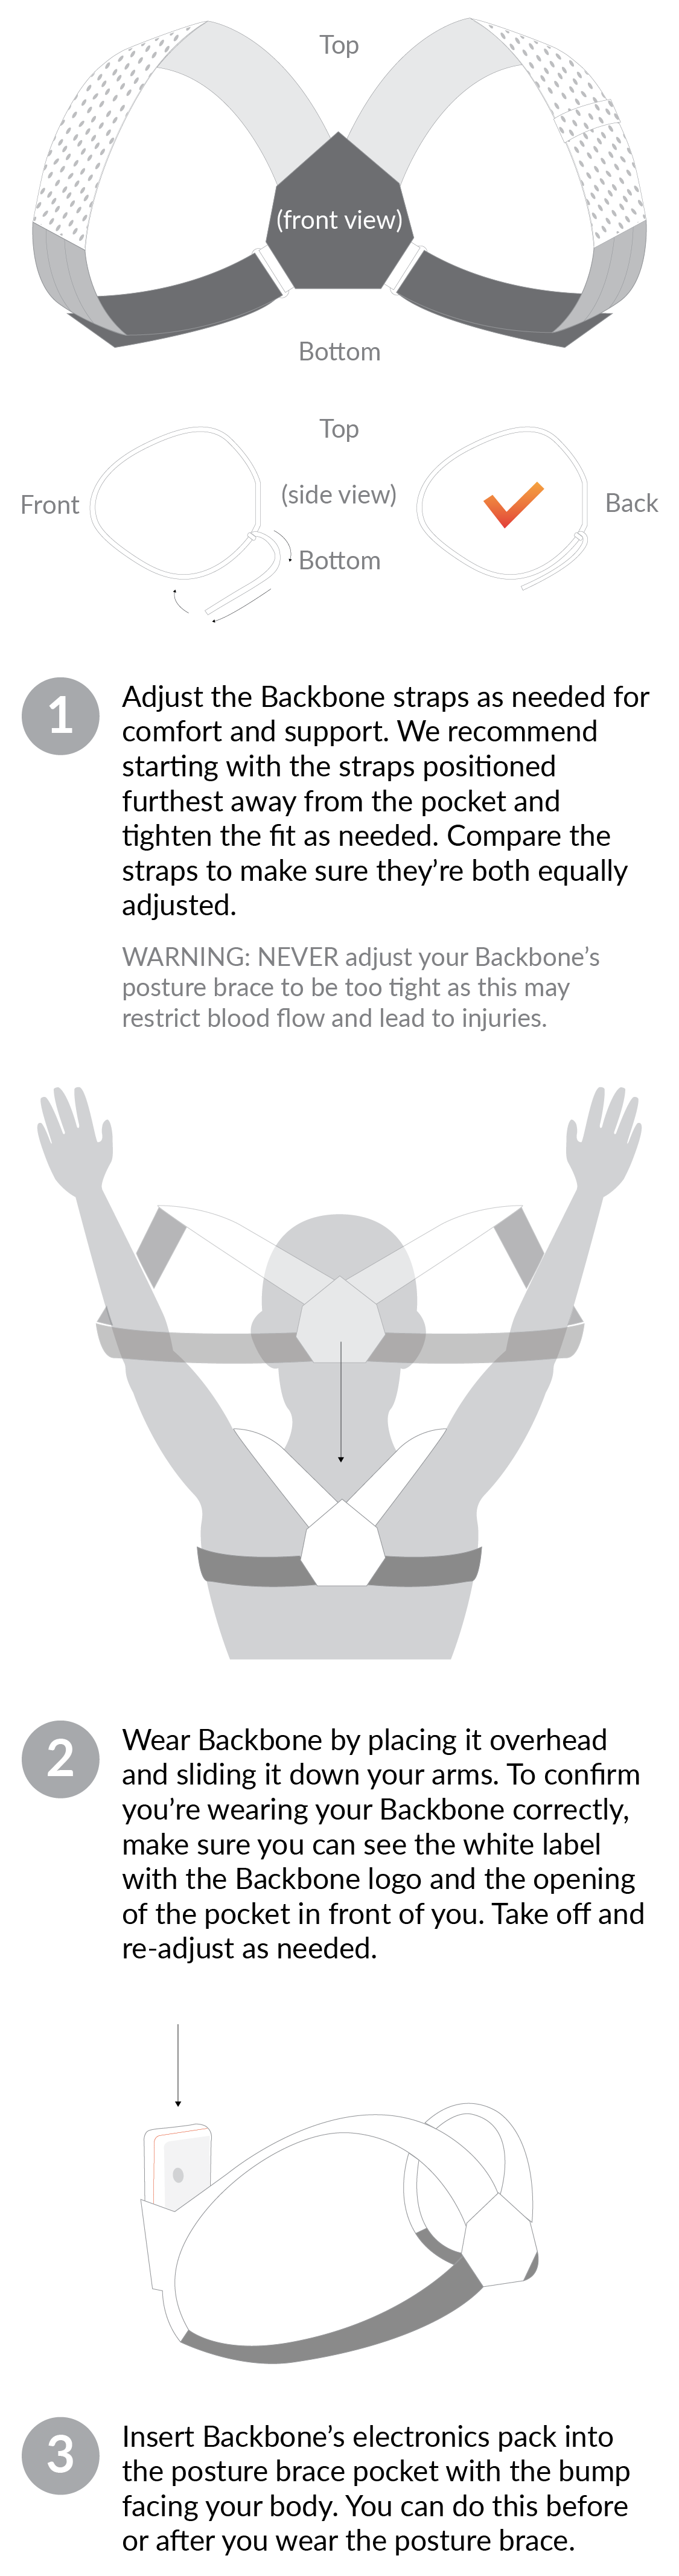 Top
(front view)
Bottom
Top
Front
(side view)
Back
Bottom
1
Adjust the Backbone straps as needed for
comfort and support. We recommend
starting with the straps positioned
furthest away from the pocket and
tighten the fit as needed. Compare the
straps to make sure they’re both equally
adjusted.
WARNING: NEVER adjust your Backbone’s
posture brace to be too tight as this may
restrict blood flow and lead to injuries.
2
Wear Backbone by placing it overhead
and sliding it down your arms. To confirm
you’re wearing your Backbone correctly,
make sure you can see the white label
with the Backbone logo and the opening
of the pocket in front of you. Take off and
re-adjust as needed.
3
Insert Backbone’s electronics pack into
the posture brace pocket with the bump
facing your body. You can do this before
or after you wear the posture brace.